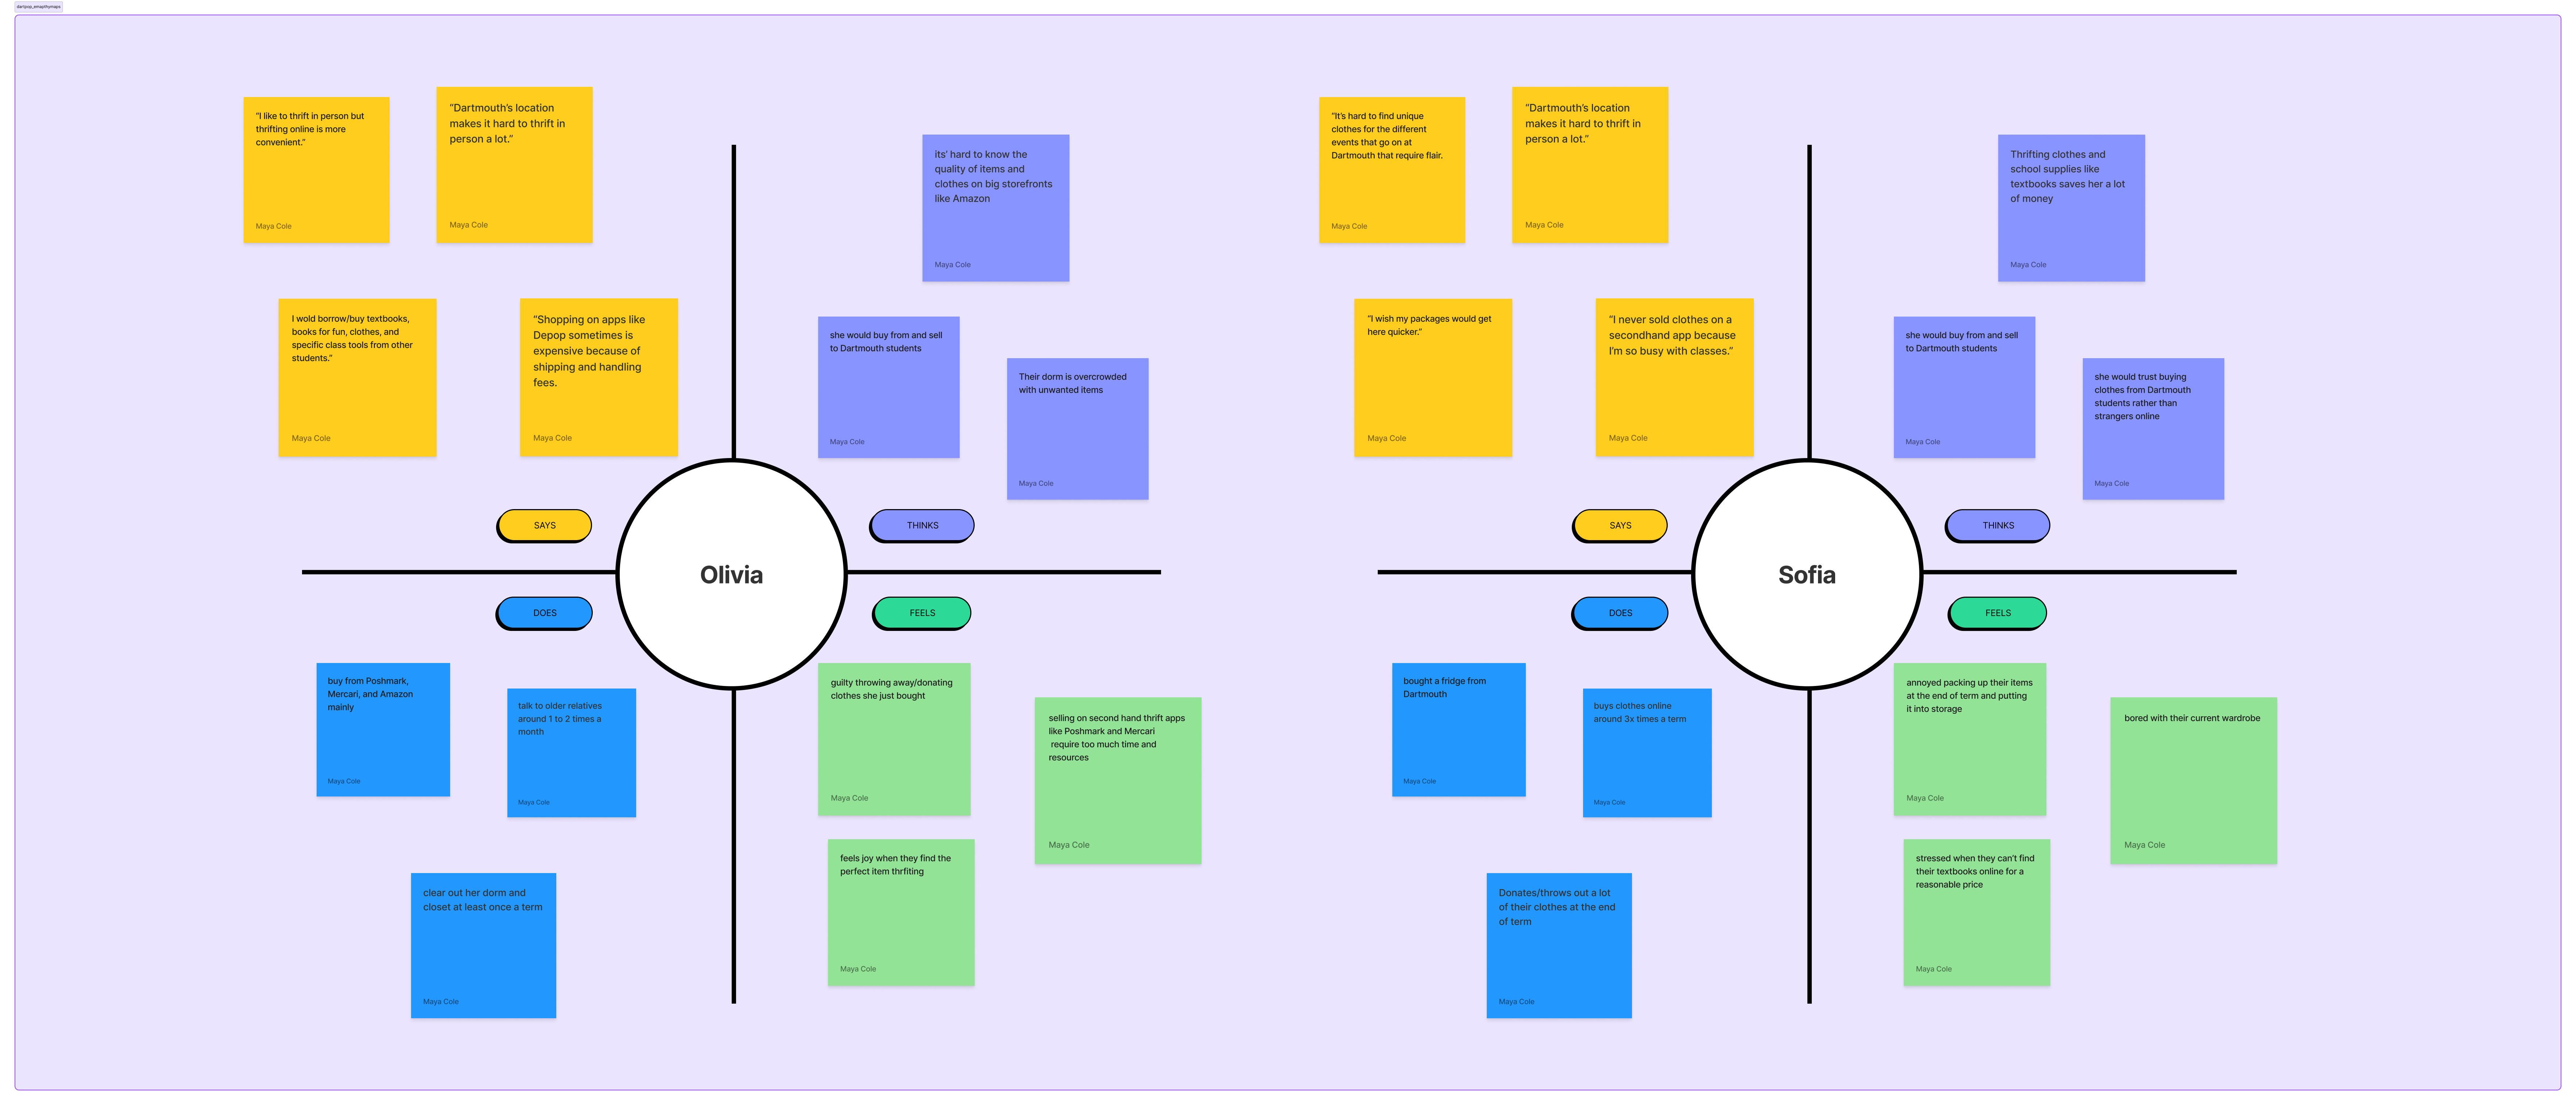 dartpop_emapthymaps
“I like to thrift in person but
thrifting online is more
convenient.”
Maya Cole
“Dartmouth’s location
makes it hard to thrift in
person a lot.”
Maya Cole
I wold borrow/buy textbooks,
books for fun, clothes, and
specific class tools from other
students.”
Maya Cole
“Shopping on apps like
Depop sometimes is
expensive because of
shipping and handling
fees.
Maya Cole
its’ hard to know the
quality of items and
clothes on big storefronts
like Amazon
Maya Cole
she would buy from and sell
to Dartmouth students
Maya Cole
Their dorm is overcrowded
with unwanted items
Maya Cole
SAYS
THINKS
Olivia
DOES
FEELS
buy from Poshmark,
Mercari, and Amazon
mainly
Maya Cole
talk to older relatives
around 1 to 2 times a
month
Maya Cole
clear out her dorm and
closet at least once a term
Maya Cole
guilty throwing away/donating
clothes she just bought
Maya Cole
selling on second hand thrift apps
like Poshmark and Mercari
require too much time and
resources
Maya Cole
feels joy when they find the
perfect item thrfiting
Maya Cole
“It’s hard to find unique
clothes for the different
events that go on at
Dartmouth that require flair.
Maya Cole
“Dartmouth’s location
makes it hard to thrift in
person a lot.”
Maya Cole
“I wish my packages would get
here quicker.”
Maya Cole
“I never sold clothes on a
secondhand app because
I’m so busy with classes.”
Maya Cole
Thrifting clothes and
school supplies like
textbooks saves her a lot
of money
Maya Cole
she would buy from and sell
to Dartmouth students
Maya Cole
she would trust buying
clothes from Dartmouth
students rather than
strangers online
Maya Cole
SAYS
THINKS
Sofia
DOES
FEELS
bought a fridge from
Dartmouth
Maya Cole
buys clothes online
around 3x times a term
Maya Cole
Donates/throws out a lot
of their clothes at the end
of term
Maya Cole
annoyed packing up their items
at the end of term and putting
it into storage
Maya Cole
bored with their current wardrobe
Maya Cole
stressed when they can’t find
their textbooks online for a
reasonable price
Maya Cole